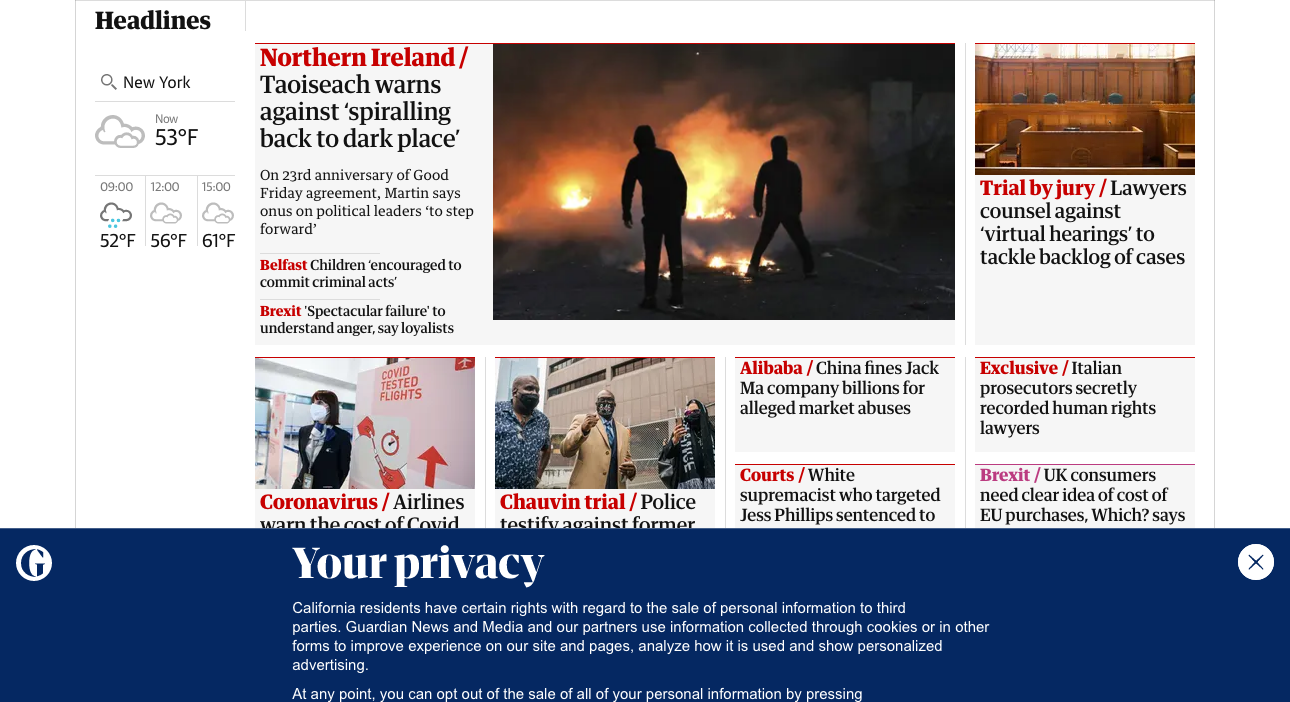 Headlines
New York
Now
53°F
09:00
12:00
15:00
52°F
56°F
61°F
Northern Ireland /
Taoiseach warns
against ‘spiralling
back to dark place’
On 23rd anniversary of Good
Friday agreement, Martin says
onus on political leaders ‘to step
forward’
Belfast Children ‘encouraged to
commit criminal acts’
Brexit 'Spectacular failure' to
understand anger, say loyalists
Trial by jury / Lawyers
counsel against
‘virtual hearings’ to
tackle backlog of cases
COVID
TESTED
FLIGHTS
Coronavirus / Airlines
warn the cost of Covid
Chauvin trial / Police
testify against former
Alibaba / China fines Jack
Ma company billions for
alleged market abuses
Courts / White
supremacist who targeted
Jess Phillips sentenced to
Exclusive / Italian
prosecutors secretly
recorded human rights
lawyers
Brexit / UK consumers
need clear idea of cost of
EU purchases, Which? says
G
Your privacy
California residents have certain rights with regard to the sale of personal information to third
parties. Guardian News and Media and our partners use information collected through cookies or in other
forms to improve experience on our site and pages, analyze how it is used and show personalized
advertising.
At any point, you can opt out of the sale of all of your personal information by pressing